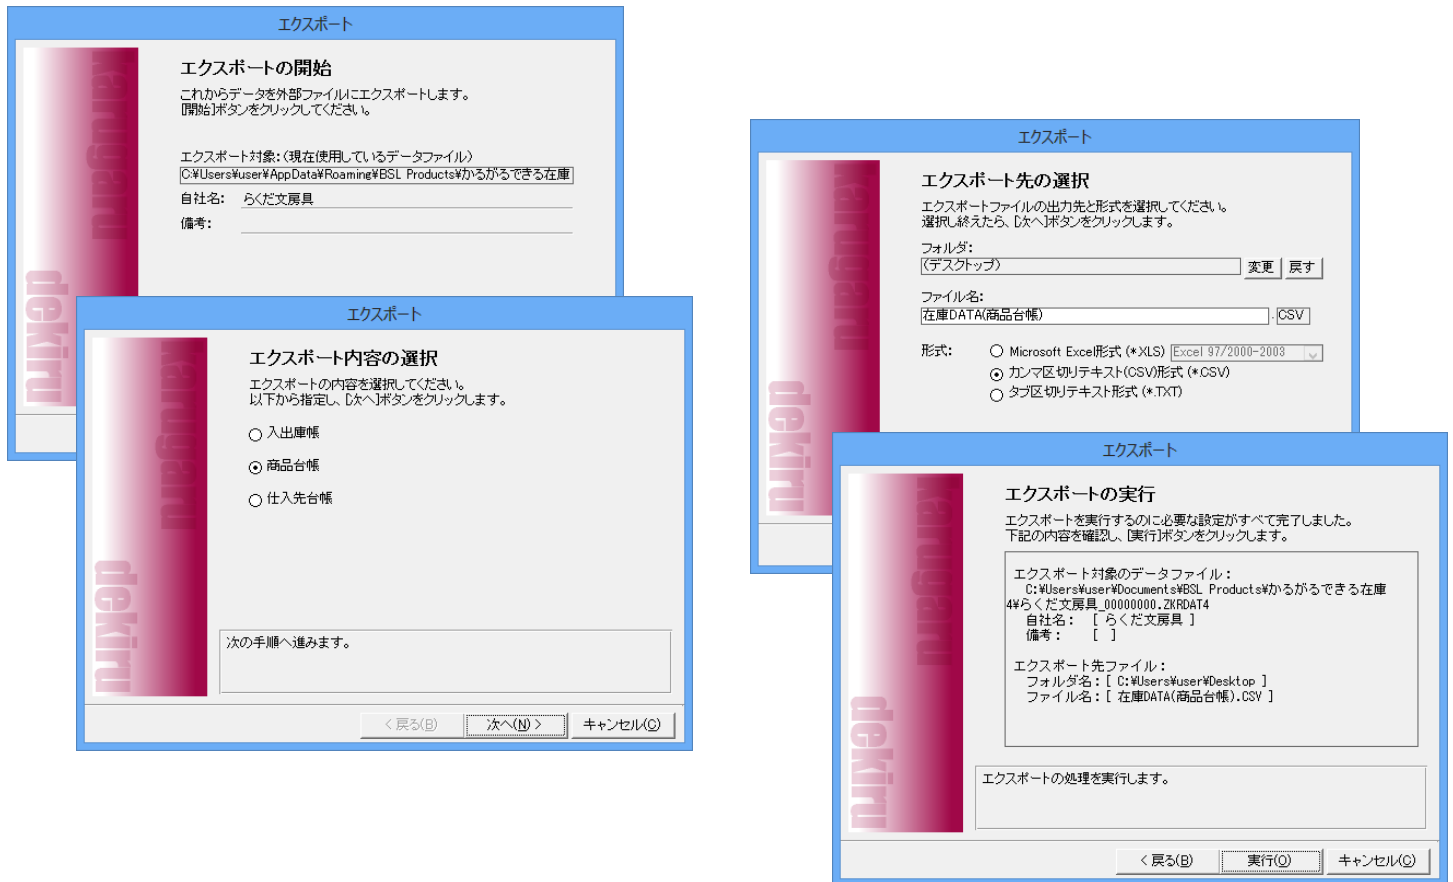 エクスポート
karugaru
dekiru
エクスポートの開始
これからデータを外部ファイルにエクスポートします。
[開始]ボタンをクリックしてください。
エクスポート対象:(現在使用しているデータファイル)
C:¥Users¥user¥AppData¥Roaming¥BSL Products¥かるがるできる在庫
自社名: らくだ文房具
備考:
エクスポート
karugaru
dekiru
エクスポート内容の選択
エクスポートの内容を選択してください。
以下から指定し、[次へ]ボタンをクリックします。
入出庫帳
商品台帳
仕入先台帳
次の手順へ進みます。
< 戻る(B) 次へ(N) > キャンセル(C)
エクスポート
karugaru
dekiru
エクスポート先の選択
エクスポートファイルの出力先と形式を選択してください。
選択し終えたら、[次へ]ボタンをクリックします。
フォルダ:
(デスクトップ) 変更 戻す
ファイル名:
在庫DATA(商品台帳) .CSV
形式: Microsoft Excel形式 (*.XLS) Excel 97/2000-2003
カンマ区切りテキスト(CSV)形式 (*.CSV)
タブ区切りテキスト形式 (*.TXT)
エクスポート
karugaru
dekiru
エクスポートの実行
エクスポートを実行するのに必要な設定がすべて完了しました。
下記の内容を確認し、[実行]ボタンをクリックします。
エクスポート対象のデータファイル:
C:¥Users¥user¥Documents¥BSL Products¥かるがるできる在庫
4¥らくだ文房具_00000000.ZKRDAT4
自社名: [ らくだ文房具 ]
備考: [ ]
エクスポート先ファイル:
フォルダ名:[ C:¥Users¥user¥Desktop ]
ファイル名:[ 在庫DATA(商品台帳).CSV ]
エクスポートの処理を実行します。
< 戻る(B) 実行(O) キャンセル(C)